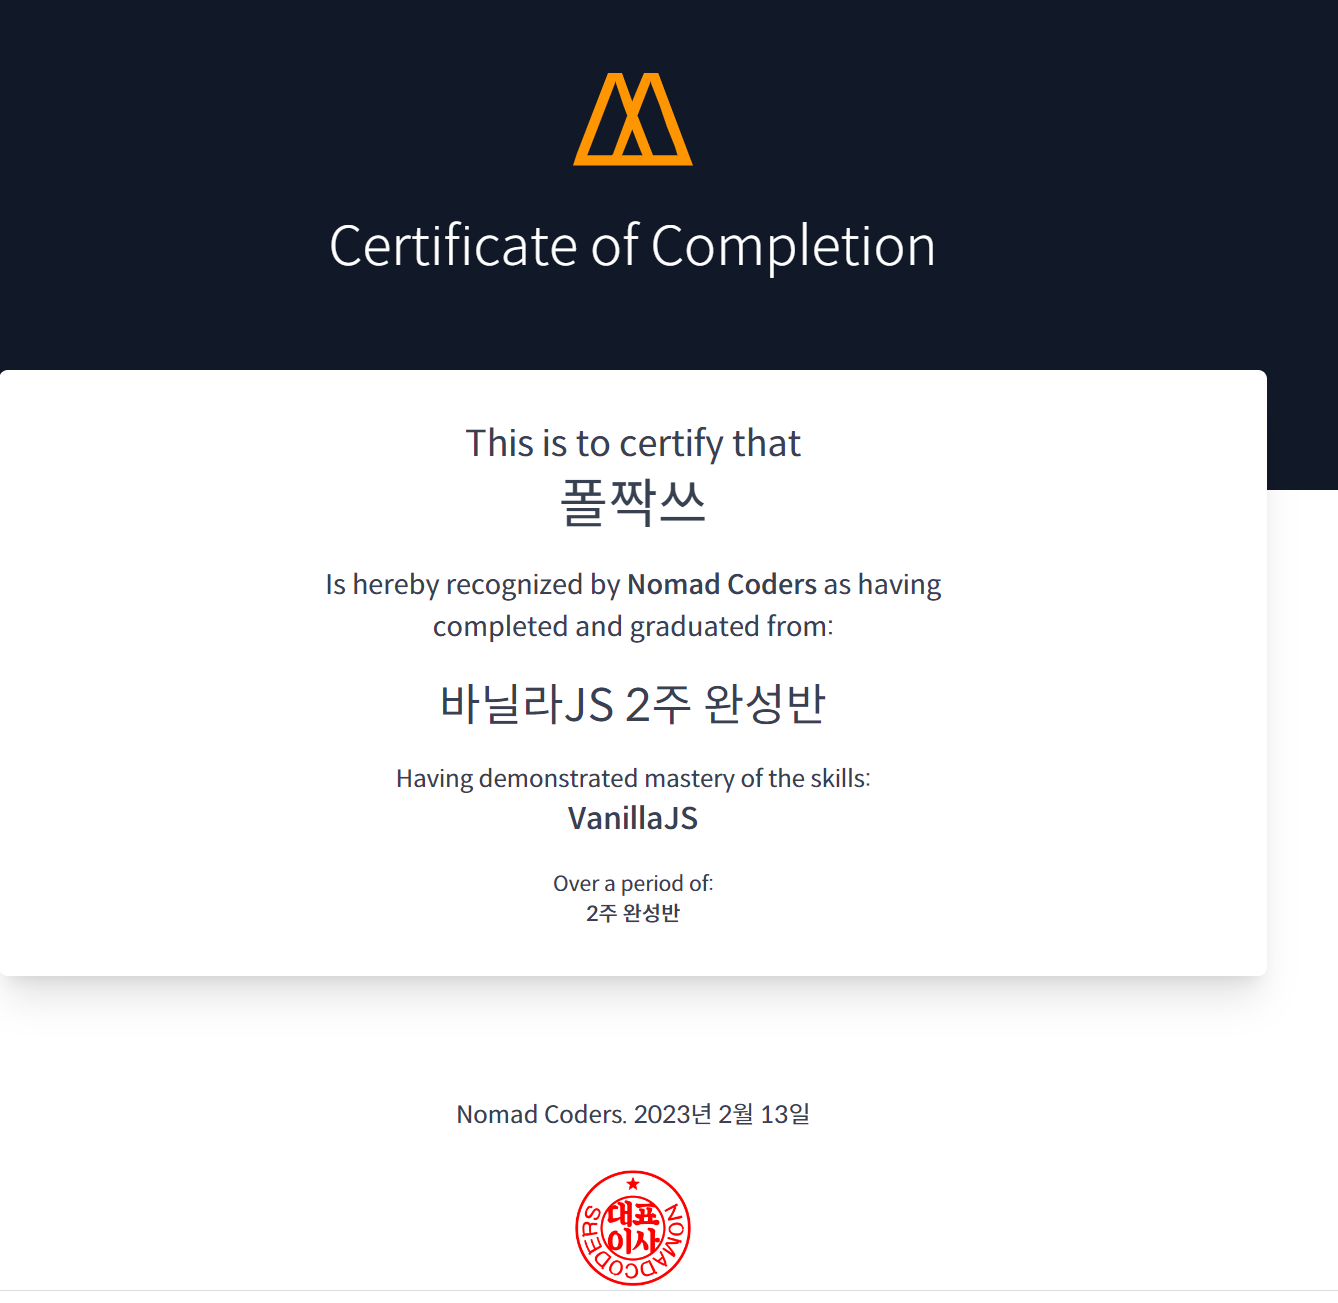 Certificate of Completion
This is to certify that
폴짝쓰
Is hereby recognized by Nomad Coders as having
completed and graduated from:
바닐라JS 2주 완성반
Having demonstrated mastery of the skills:
VanillaJS
Over a period of:
2주 완성반
Nomad Coders. 2023년 2월 13일
대표
이사
NOMADCODERS